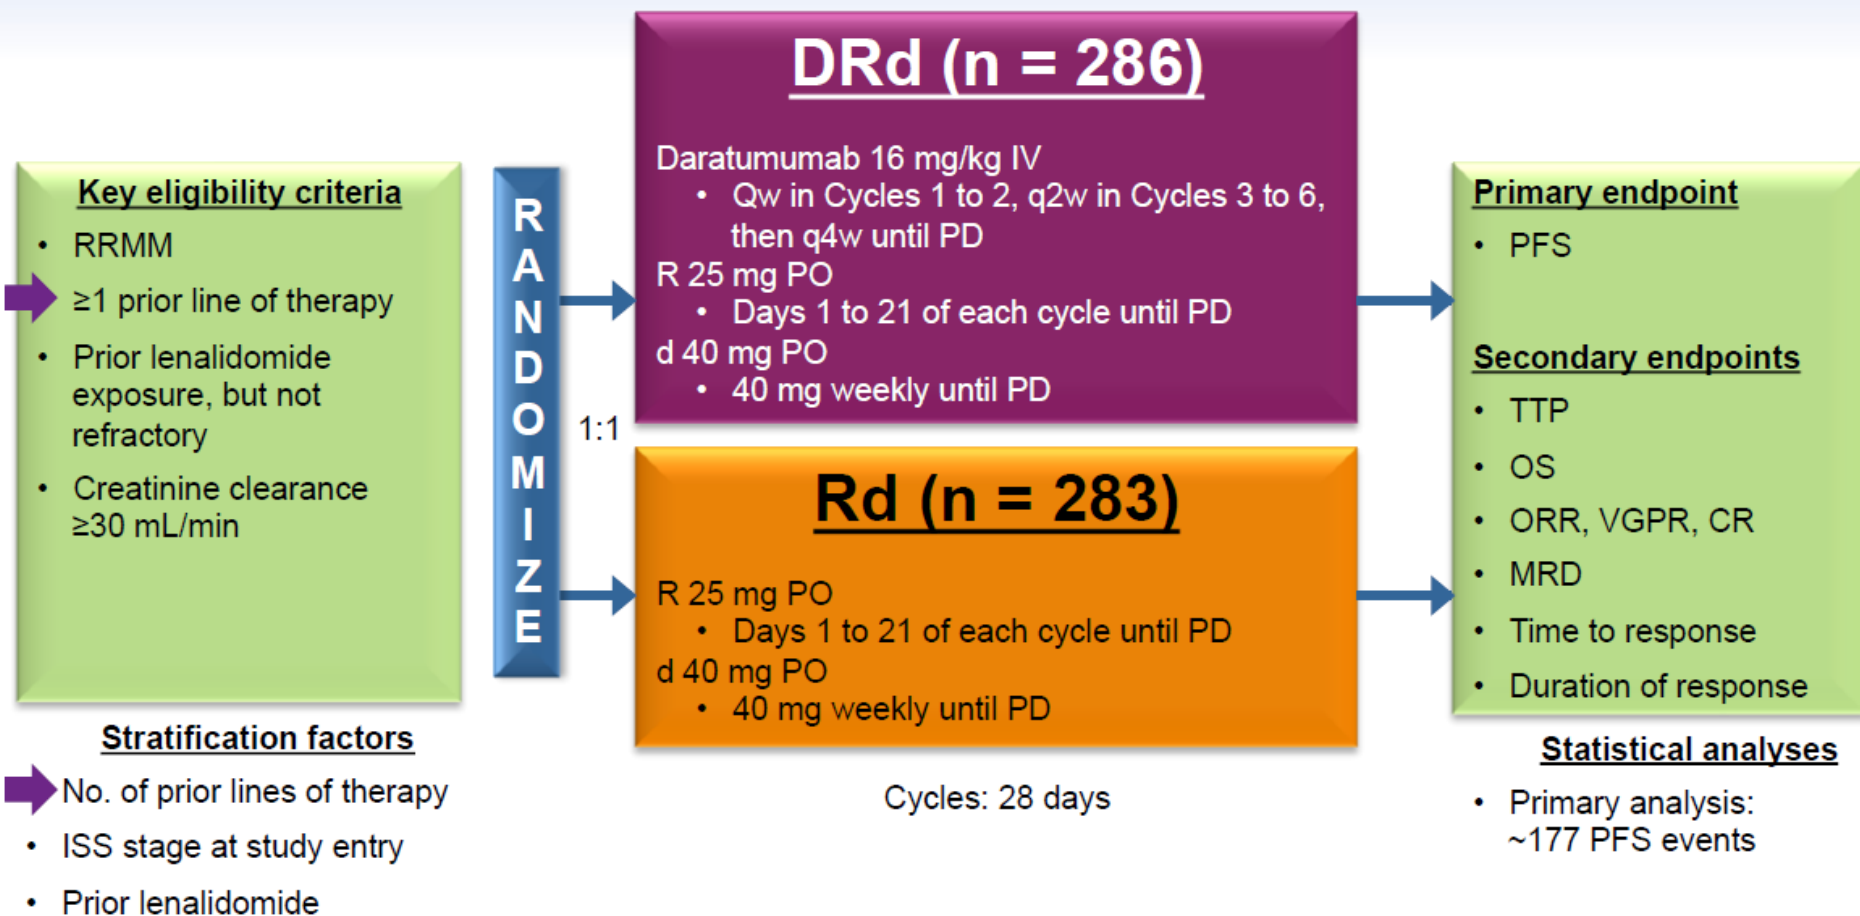 Key eligibility criteria
• RRMM
≥1 prior line of therapy
• Prior lenalidomide
exposure, but not
refractory
• Creatinine clearance
≥30 mL/min
Stratification factors
No. of prior lines of therapy
• ISS stage at study entry
• Prior lenalidomide
RANDOMIZE
1:1
DRd (n = 286)
Daratumumab 16 mg/kg IV
• Qw in Cycles 1 to 2, q2w in Cycles 3 to 6,
then q4w until PD
R 25 mg PO
• Days 1 to 21 of each cycle until PD
d 40 mg PO
• 40 mg weekly until PD
Rd (n = 283)
R 25 mg PO
• Days 1 to 21 of each cycle until PD
d 40 mg PO
• 40 mg weekly until PD
Cycles: 28 days
Primary endpoint
• PFS
Secondary endpoints
• TTP
• OS
• ORR, VGPR, CR
• MRD
• Time to response
• Duration of response
Statistical analyses
• Primary analysis:
~177 PFS events